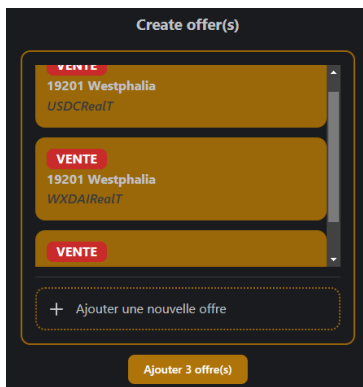 Create offer(s)
VENTE
19201 Westphalia
USDCRealT
VENTE
19201 Westphalia
WXDAIRealT
VENTE
+ Ajouter une nouvelle offre
Ajouter 3 offre(s)